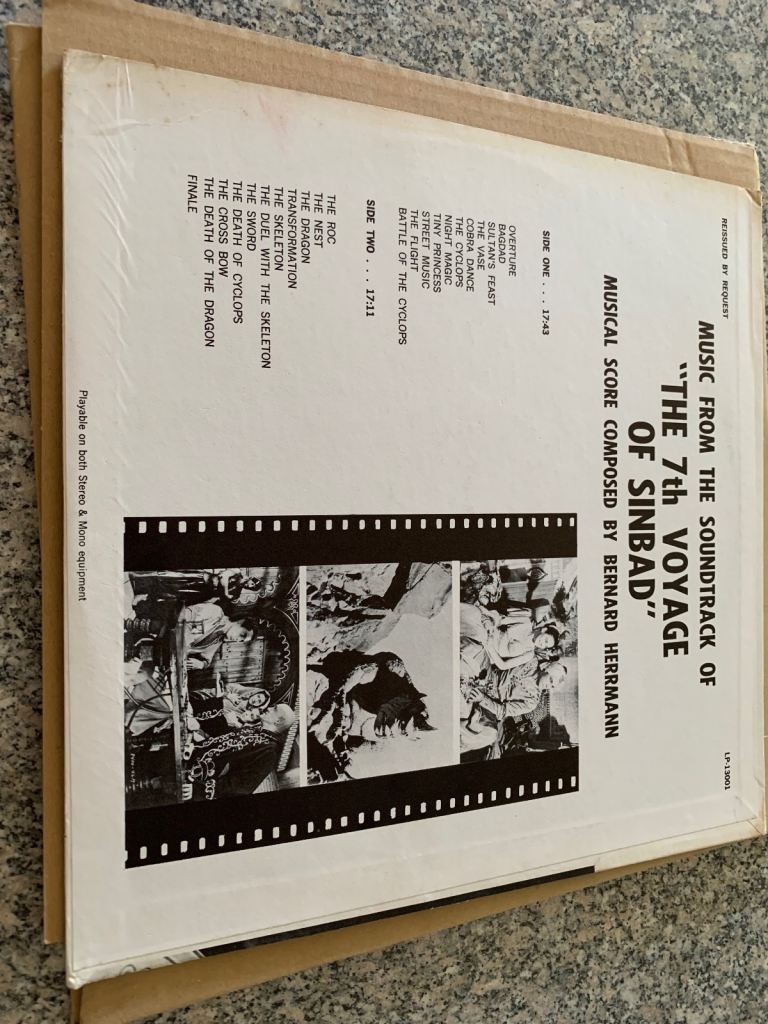 REISSUED BY REQUEST
LP-13001
MUSIC FROM THE SOUNDTRACK OF
"THE 7th VOYAGE
OF SINBAD"
MUSICAL SCORE COMPOSED BY BERNARD HERRMANN
SIDE ONE . . . 17:43
OVERTURE
BAGDAD
SULTAN'S FEAST
THE VASE
COBRA DANCE
THE CYCLOPS
NIGHT MAGIC
TINY PRINCESS
STREET MUSIC
THE FLIGHT
BATTLE OF THE CYCLOPS
SIDE TWO . . . 17:11
THE ROC
THE NEST
THE DRAGON
TRANSFORMATION
THE SKELETON
THE DUEL WITH THE SKELETON
THE SWORD
THE DEATH OF CYCLOPS
THE CROSS BOW
THE DEATH OF THE DRAGON
FINALE
Playable on both Stereo & Mono equipment